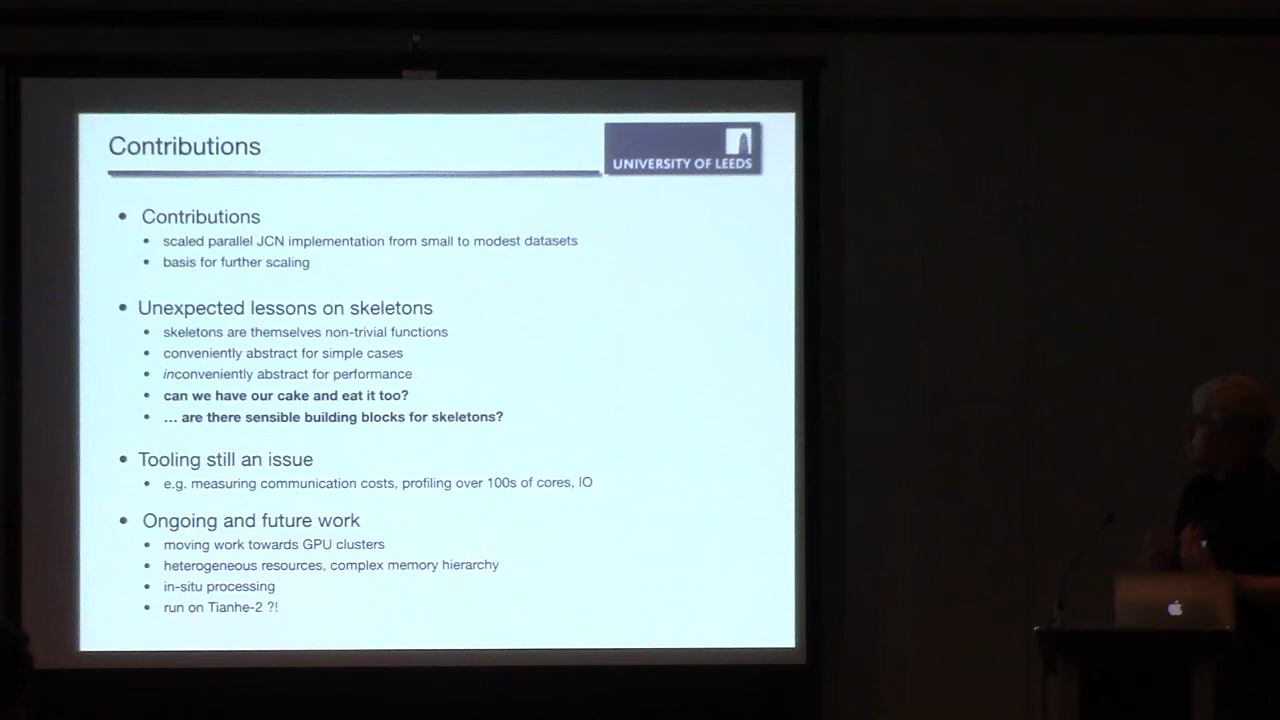 Contributions
UNIVERSITY OF LEEDS
• Contributions
• scaled parallel JCN implementation from small to modest datasets
• basis for further scaling
• Unexpected lessons on skeletons
• skeletons are themselves non-trivial functions
• conveniently abstract for simple cases
• inconveniently abstract for performance
• can we have our cake and eat it too?
• ... are there sensible building blocks for skeletons?
• Tooling still an issue
• e.g. measuring communication costs, profiling over 100s of cores, IO
• Ongoing and future work
• moving work towards GPU clusters
• heterogeneous resources, complex memory hierarchy
• in-situ processing
• run on Tianhe-2 ?!